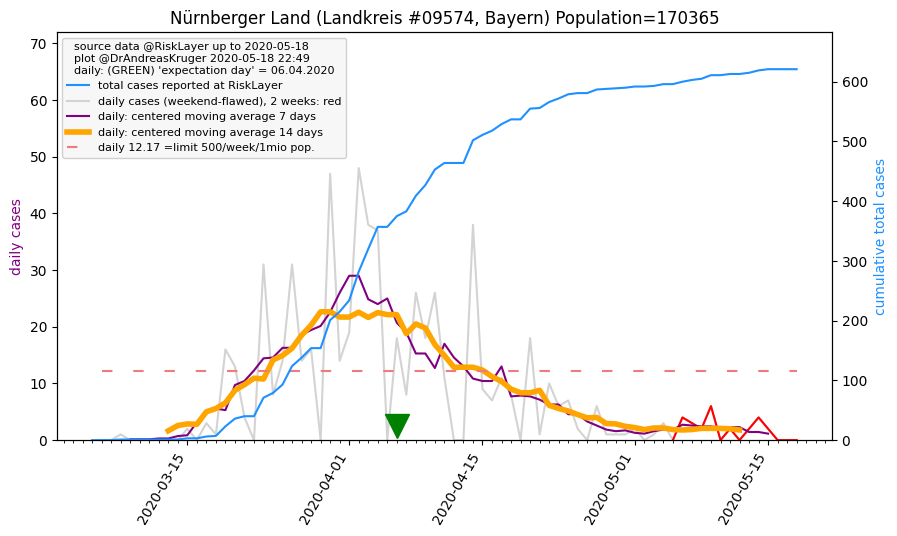 Nürnberger Land (Landkreis #09574, Bayern) Population=170365
source data @RiskLayer up to 2020-05-18
plot @DrAndreasKruger 2020-05-18 22:49
daily: (GREEN) 'expectation day' = 06.04.2020
total cases reported at RiskLayer
daily cases (weekend-flawed), 2 weeks: red
daily: centered moving average 7 days
daily: centered moving average 14 days
daily 12.17 =limit 500/week/1mio pop.
daily cases
70
60
50
40
30
20
10
0
cumulative total cases
600
500
400
300
200
100
0
2020-03-15
2020-04-01
2020-04-15
2020-05-01
2020-05-15